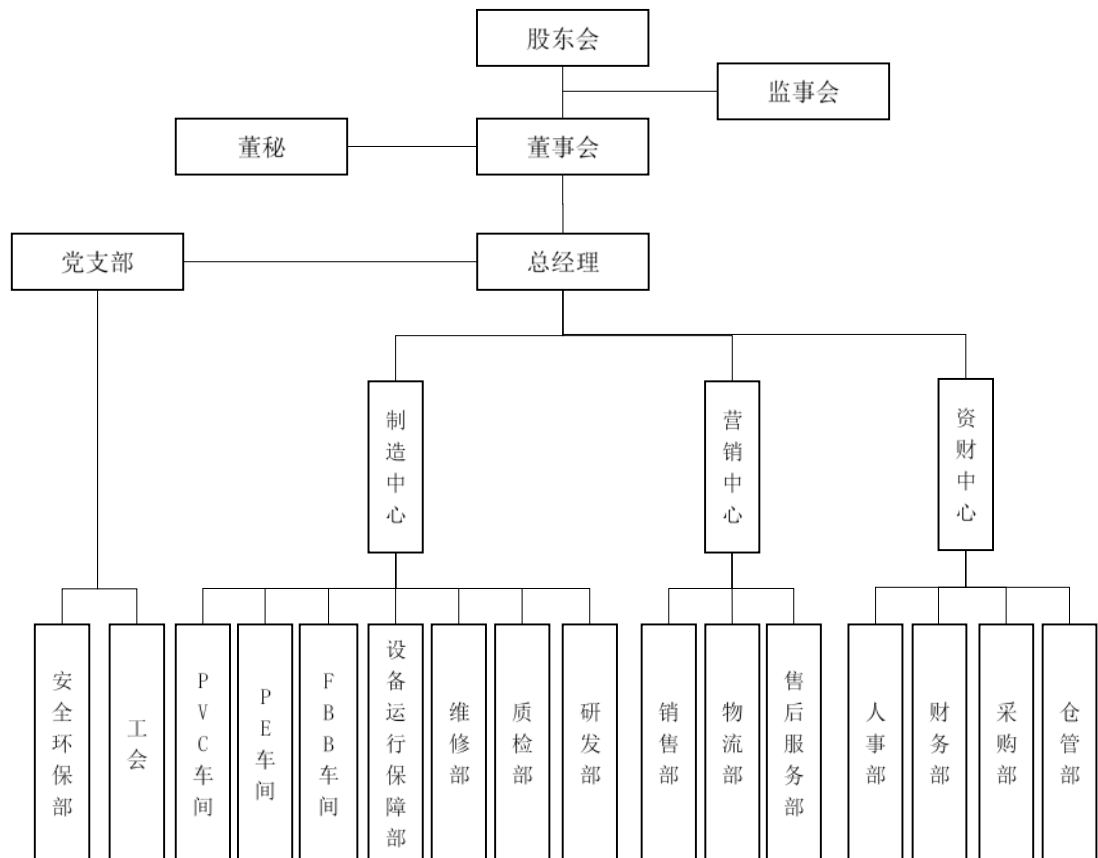 股东会
监事会
董秘
董事会
党支部
总经理
制造中心
营销中心
资财中心
安全环保部
工会
PVC车间
PE车间
FBB车间
设备运行保障部
维修部
质检部
研发部
销售部
物流部
售后服务部
人事部
财务部
采购部
仓管部